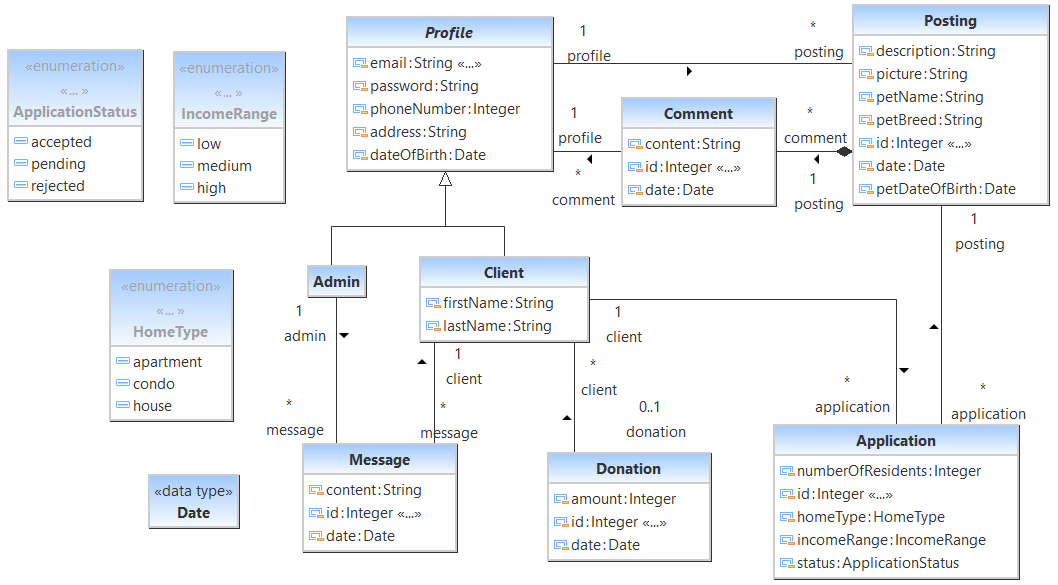 «enumeration»
«... »
ApplicationStatus
accepted
pending
rejected
«enumeration»
«... »
IncomeRange
low
medium
high
Profile
email:String «...»
password:String
phoneNumber:Integer
address:String
dateOfBirth:Date
1
profile
*
posting
Posting
description:String
picture:String
petName:String
petBreed:String
id:Integer «...»
date:Date
petDateOfBirth:Date
1
profile
*
comment
Comment
content:String
id:Integer «...»
date:Date
*
comment
1
posting
1
posting
«enumeration»
«... »
HomeType
apartment
condo
house
Admin
1
admin
*
message
Client
firstName:String
lastName:String
1
client
*
message
*
client
0..1
donation
1
client
*
application
*
application
«data type»
Date
Message
content:String
id:Integer «...»
date:Date
Donation
amount:Integer
id:Integer «...»
date:Date
Application
numberOfResidents:Integer
id:Integer «...»
homeType:HomeType
incomeRange:IncomeRange
status:ApplicationStatus